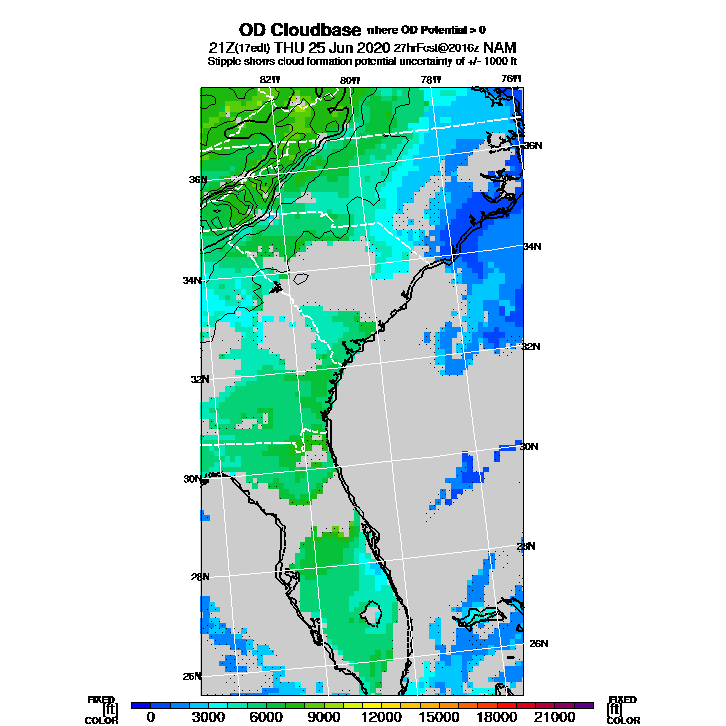 OD Cloudbase where OD Potential > 0
21Z(17edt) THU 25 Jun 2020 27hrFcst@2016z NAM
Stipple shows cloud formation potential uncertainty of +/- 1000 ft
82W 80W 78W 76W
36N
36N
34N
34N
32N
32N
30N
30N
28N
28N
26N
26N
FIXED FIXED
[ft] [ft]
COLOR COLOR
0 3000 6000 9000 12000 15000 18000 21000